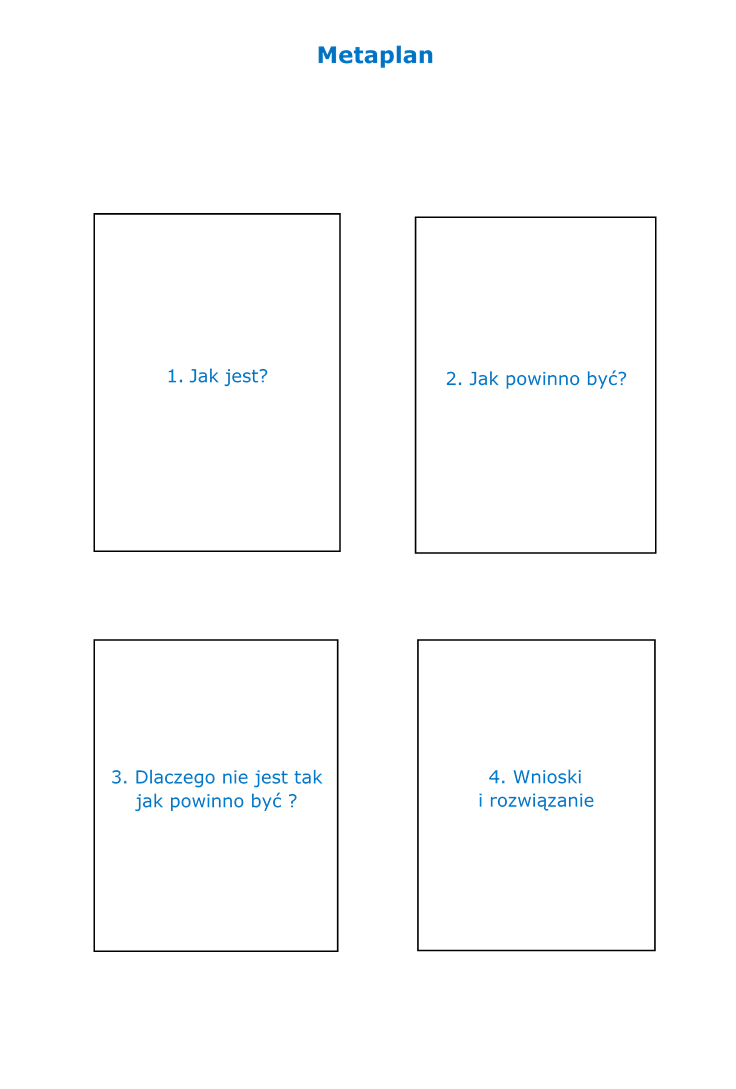 Metaplan
1. Jak jest?
2. Jak powinno być?
3. Dlaczego nie jest tak
jak powinno być ?
4. Wnioski
i rozwiązanie